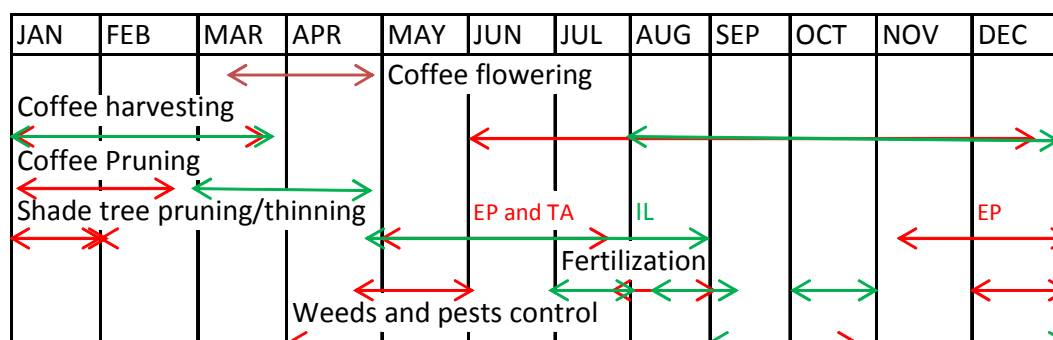 JAN FEB MAR APR MAY JUN JUL AUG SEP OCT NOV DEC
Coffee flowering
Coffee harvesting
Coffee Pruning
Shade tree pruning/thinning
EP and TA IL EP
Fertilization
Weeds and pests control